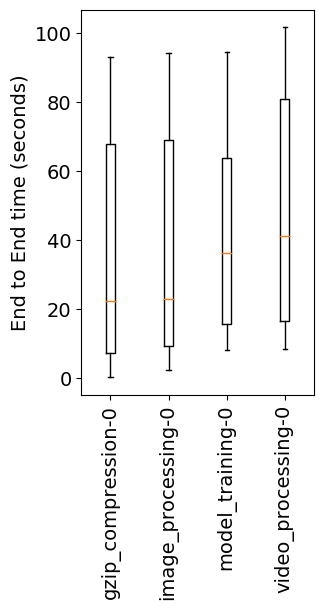 End to End time (seconds)
100
80
60
40
20
0
gzip_compression-0
image_processing-0
model_training-0
video_processing-0